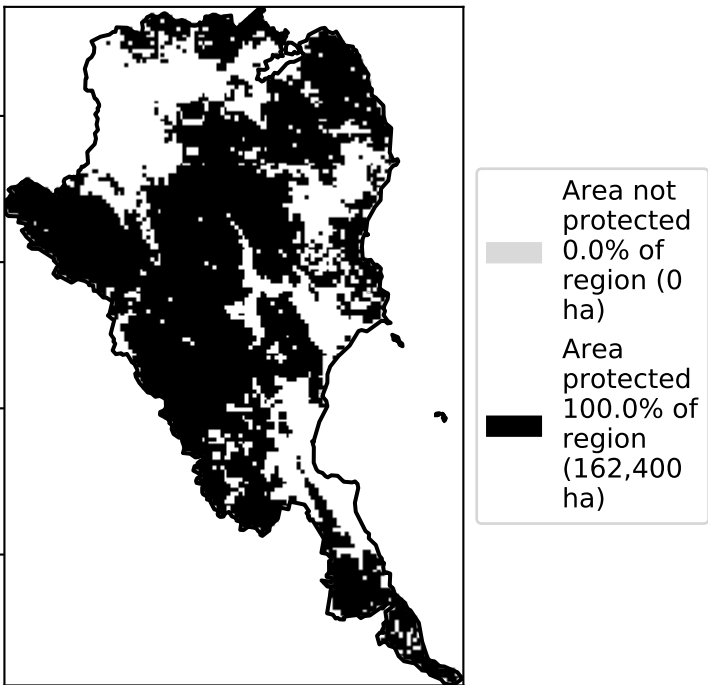 Area not
protected
0.0% of
region (0
ha)
Area
protected
100.0% of
region
(162,400
ha)